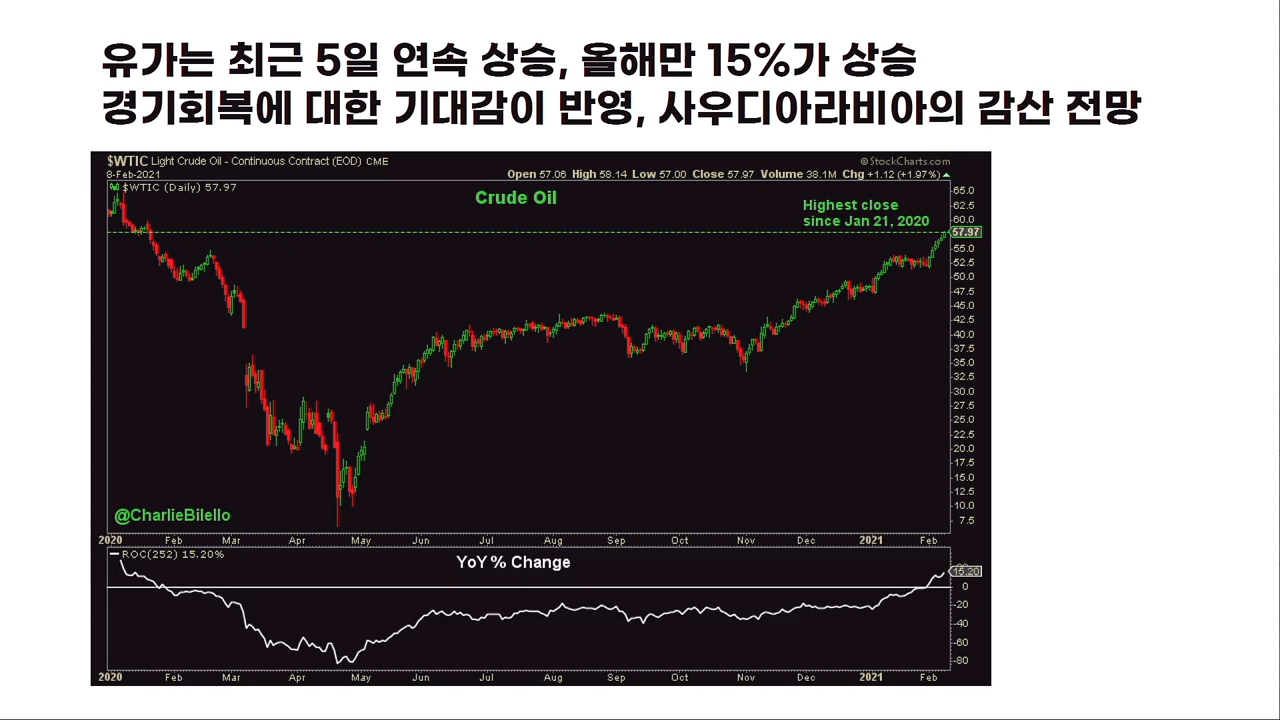 유가는 최근 5일 연속 상승, 올해만 15%가 상승
경기회복에 대한 기대감이 반영, 사우디아라비아의 감산 전망
$WTIC Light Crude Oil - Continuous Contract (EOD) CME
© StockCharts.com
8-Feb-2021
Open 57.06 High 58.14 Low 57.00 Close 57.97 Volume 38.1M Chg +1.12 (+1.97%)
$WTIC (Daily) 57.97
Crude Oil
Highest close
since Jan 21, 2020
65.0
62.5
60.0
57.97
55.0
52.5
50.0
47.5
45.0
42.5
40.0
37.5
35.0
32.5
30.0
27.5
25.0
22.5
20.0
17.5
15.0
12.5
10.0
7.5
@CharlieBilello
2020 Feb Mar Apr May Jun Jul Aug Sep Oct Nov Dec 2021 Feb
ROC(252) 15.20%
YoY % Change
15.20
0
-20
-40
-60
-80
2020 Feb Mar Apr May Jun Jul Aug Sep Oct Nov Dec 2021 Feb